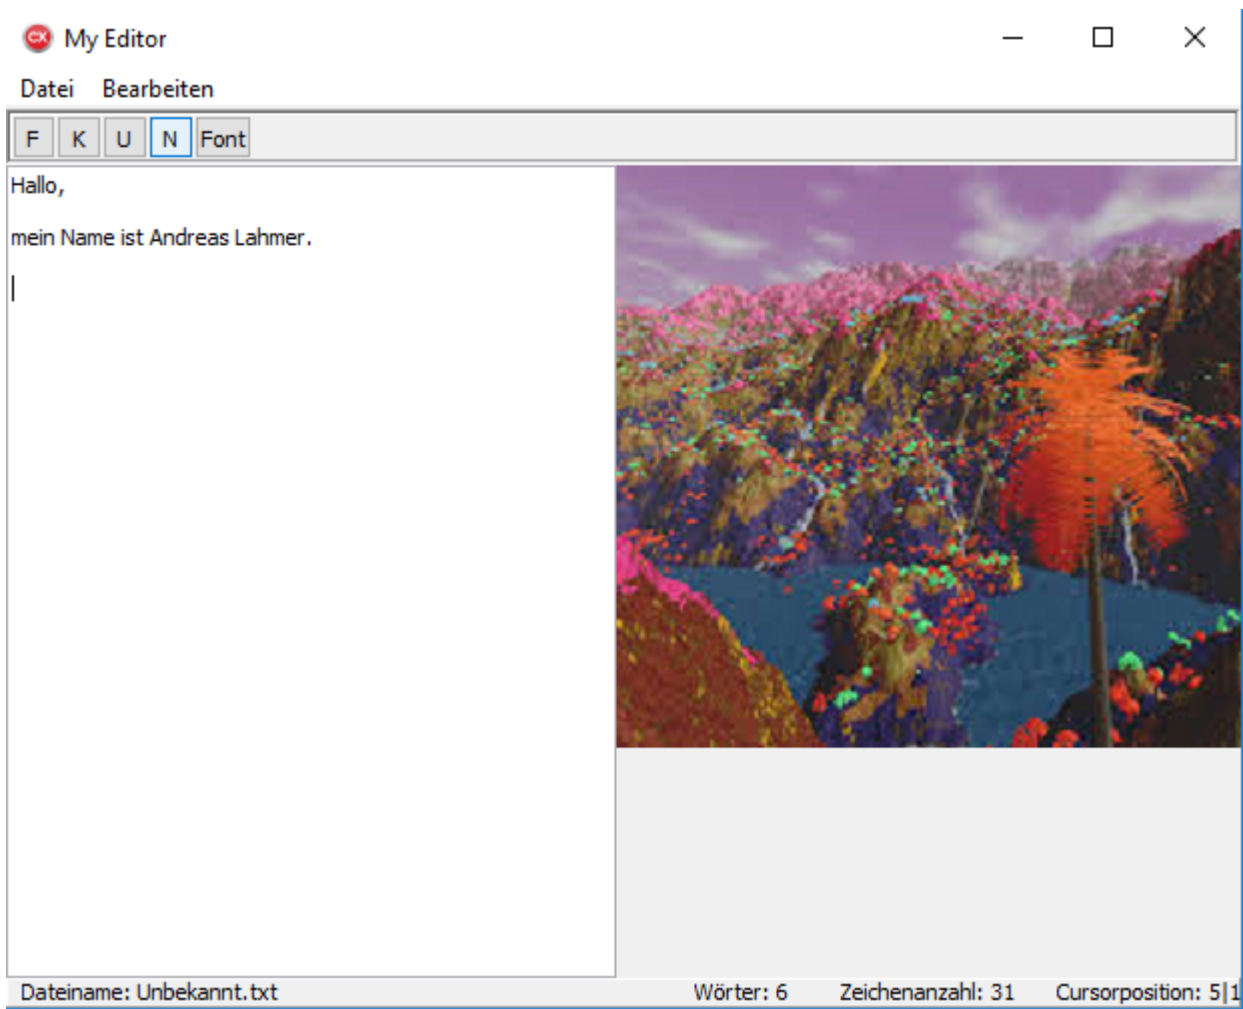 CX My Editor
Datei Bearbeiten
F K U N Font
Hallo,
mein Name ist Andreas Lahmer.
Dateiname: Unbekannt.txt Wörter: 6 Zeichenanzahl: 31 Cursorposition: 5|1